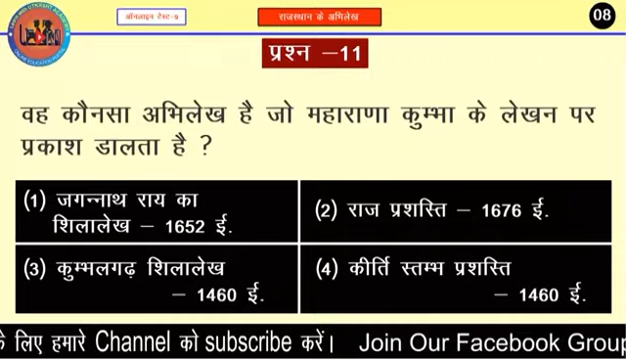 ऑनलाइन टेस्ट-9
राजस्थान के अभिलेख
08
प्रश्न –11
वह कौनसा अभिलेख है जो महाराणा कुम्भा के लेखन पर
प्रकाश डालता है ?
(1) जगन्नाथ राय का
शिलालेख – 1652 ई.
(2) राज प्रशस्ति – 1676 ई.
(3) कुम्भलगढ़ शिलालेख
– 1460 ई.
(4) कीर्ति स्तम्भ प्रशस्ति
– 1460 ई.
के लिए हमारे Channel को subscribe करें। Join Our Facebook Group